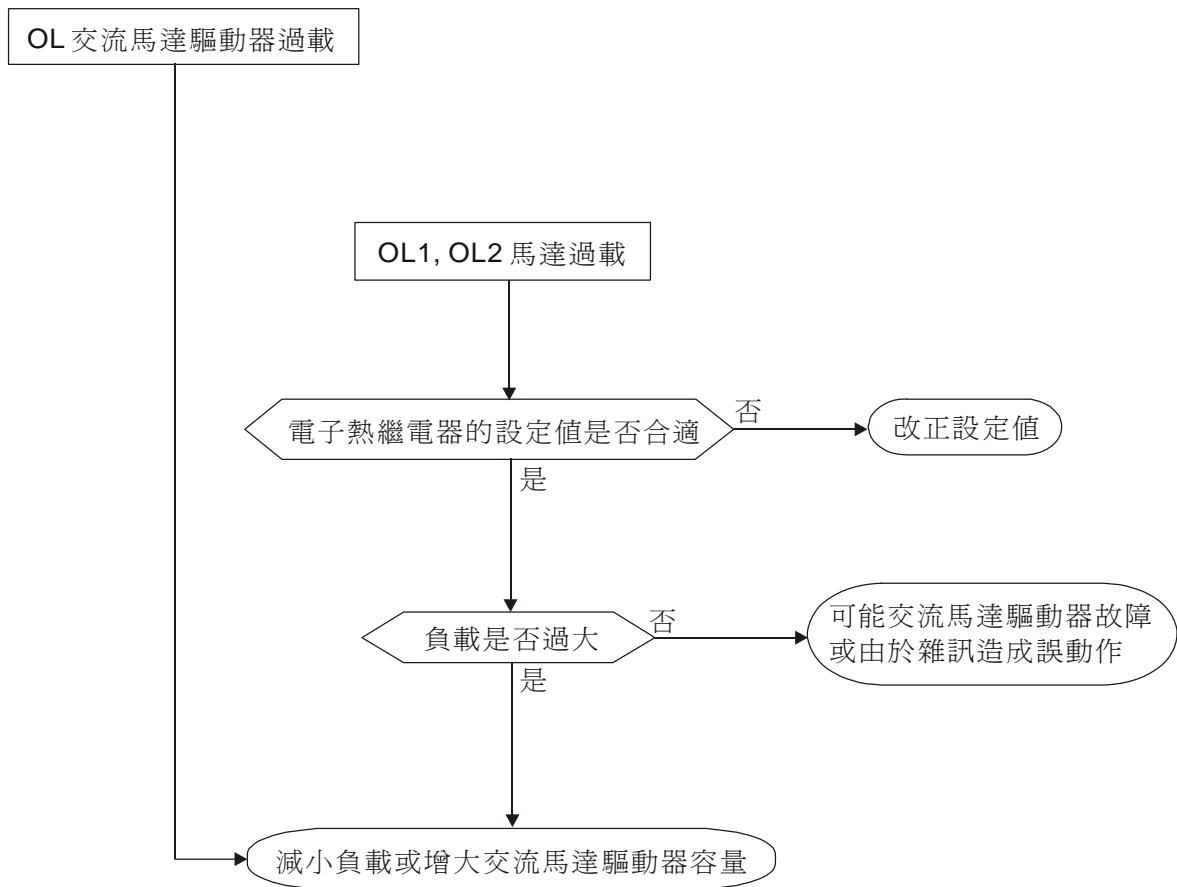 OL 交流馬達驅動器過載
OL1, OL2 馬達過載
電子熱繼電器的設定值是否合適
否
改正設定值
是
負載是否過大
否
可能交流馬達驅動器故障
或由於雜訊造成誤動作
是
減小負載或增大交流馬達驅動器容量